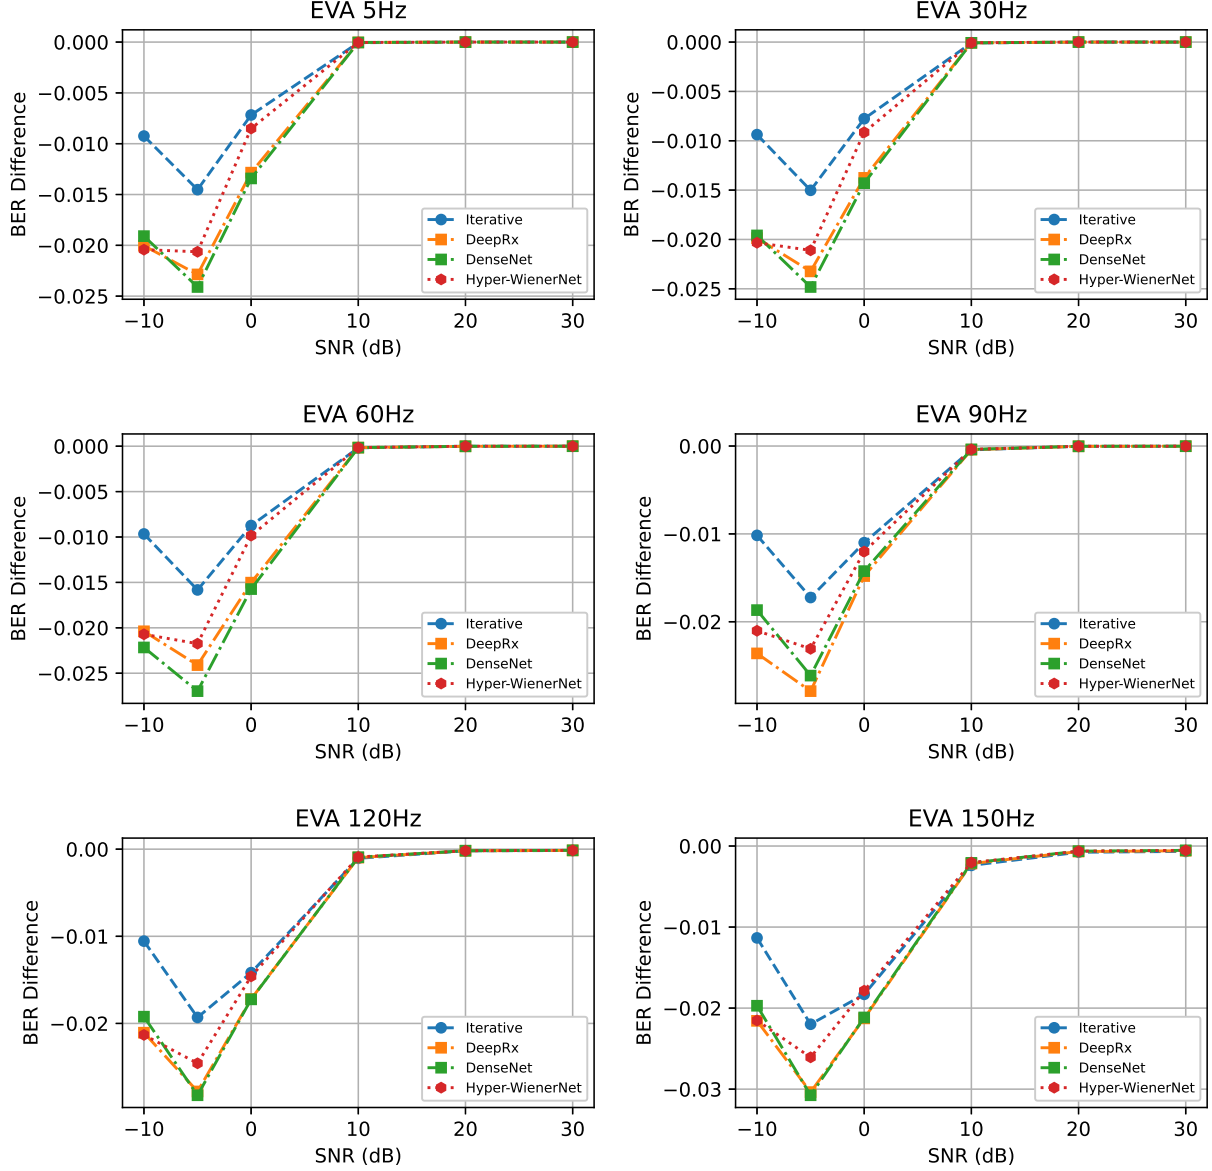 EVA 5Hz
BER Difference
0.000
−0.005
−0.010
−0.015
−0.020
−0.025
Iterative
DeepRx
DenseNet
Hyper-WienerNet
−10 0 10 20 30
SNR (dB)
EVA 30Hz
BER Difference
0.000
−0.005
−0.010
−0.015
−0.020
−0.025
Iterative
DeepRx
DenseNet
Hyper-WienerNet
−10 0 10 20 30
SNR (dB)
EVA 60Hz
BER Difference
0.000
−0.005
−0.010
−0.015
−0.020
−0.025
Iterative
DeepRx
DenseNet
Hyper-WienerNet
−10 0 10 20 30
SNR (dB)
EVA 90Hz
BER Difference
0.00
−0.01
−0.02
Iterative
DeepRx
DenseNet
Hyper-WienerNet
−10 0 10 20 30
SNR (dB)
EVA 120Hz
BER Difference
0.00
−0.01
−0.02
Iterative
DeepRx
DenseNet
Hyper-WienerNet
−10 0 10 20 30
SNR (dB)
EVA 150Hz
BER Difference
0.00
−0.01
−0.02
−0.03
Iterative
DeepRx
DenseNet
Hyper-WienerNet
−10 0 10 20 30
SNR (dB)